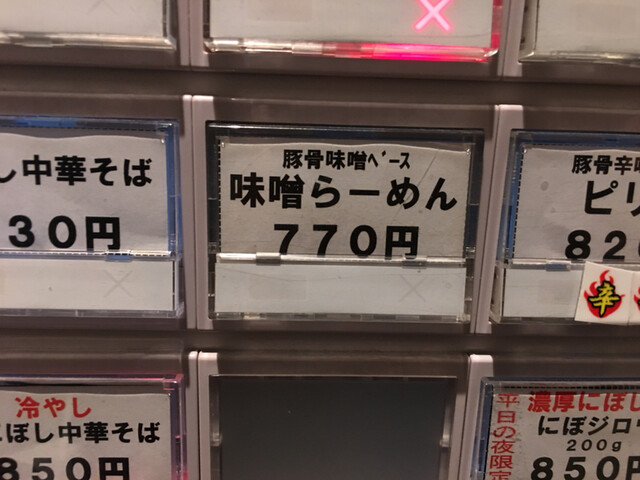 ×
し中華そば
30円
豚骨味噌ベース
味噌らーめん
770円
豚骨辛
ピリ
820
辛
冷やし
ぼし中華そば
850円
平日の夜限定
濃厚にぼし
にぼジロ
200g
850円